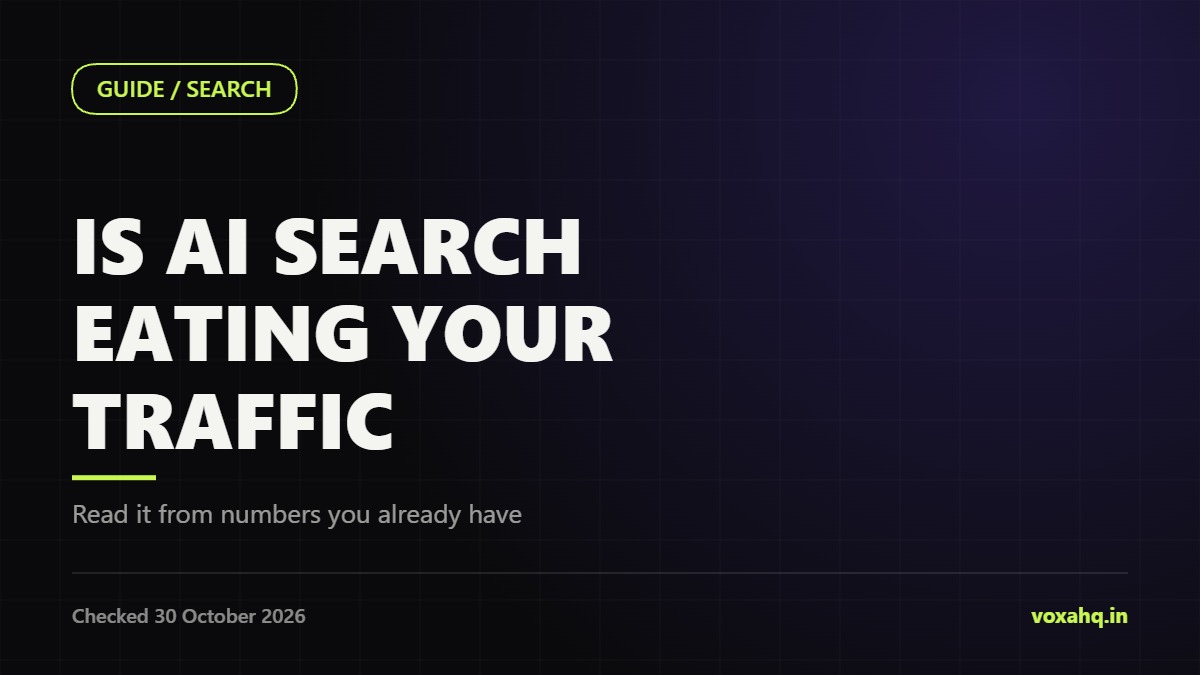 GUIDE / SEARCH
IS AI SEARCH
EATING YOUR
TRAFFIC
Read it from numbers you already have
Checked 30 October 2026
voxahq.in